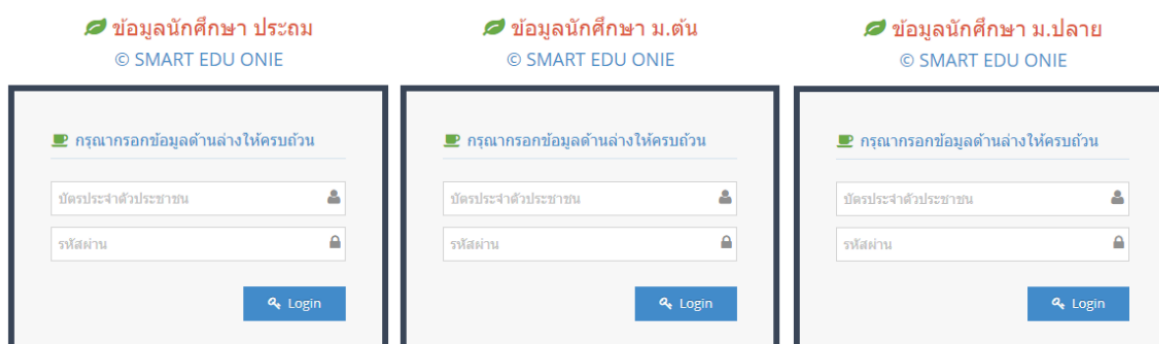 ข้อมูลนักศึกษา ประถม
© SMART EDU ONIE
กรุณากรอกข้อมูลด้านล่างให้ครบถ้วน
บัตรประจำตัวประชาชน
รหัสผ่าน
Login
ข้อมูลนักศึกษา ม.ต้น
© SMART EDU ONIE
กรุณากรอกข้อมูลด้านล่างให้ครบถ้วน
บัตรประจำตัวประชาชน
รหัสผ่าน
Login
ข้อมูลนักศึกษา ม.ปลาย
© SMART EDU ONIE
กรุณากรอกข้อมูลด้านล่างให้ครบถ้วน
บัตรประจำตัวประชาชน
รหัสผ่าน
Login